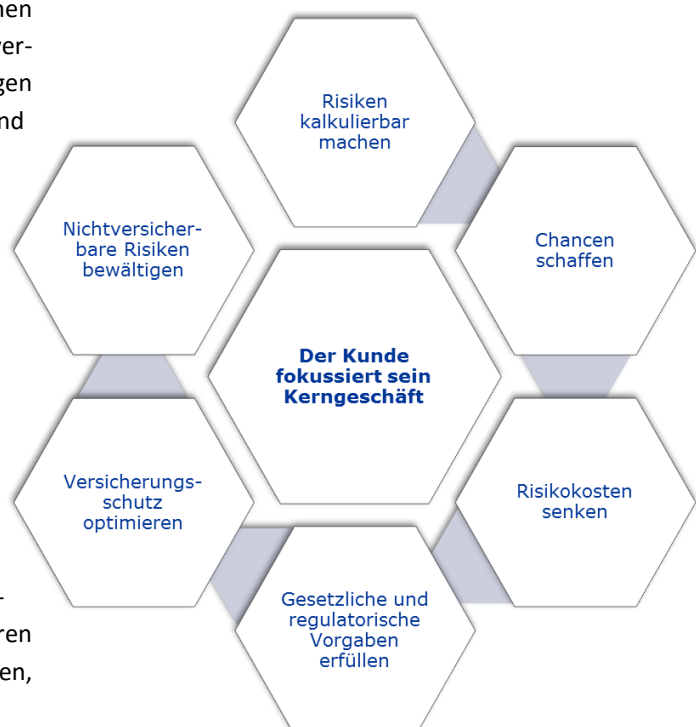 Risiken
kalkulierbar
machen
Chancen
schaffen
Risikokosten
senken
Gesetzliche und
regulatorische
Vorgaben
erfüllen
Versicherungs-
schutz
optimieren
Nichtversicher-
bare Risiken
bewältigen
Der Kunde
fokussiert sein
Kerngeschäft